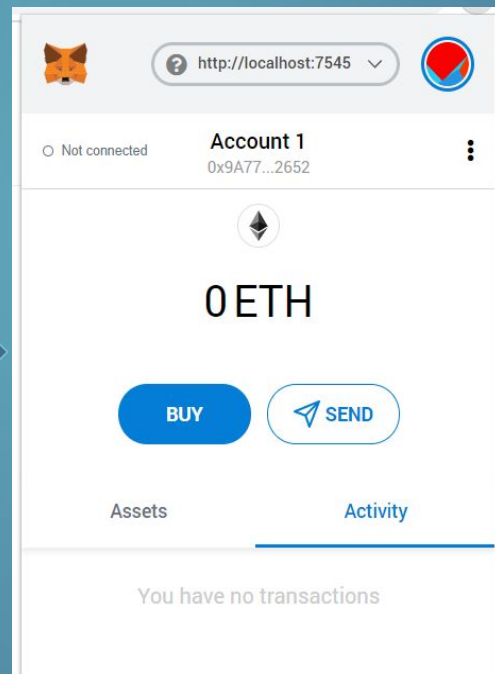 http://localhost:7545
Not connected
Account 1
0x9A77...2652
0 ETH
BUY
SEND
Assets
Activity
You have no transactions